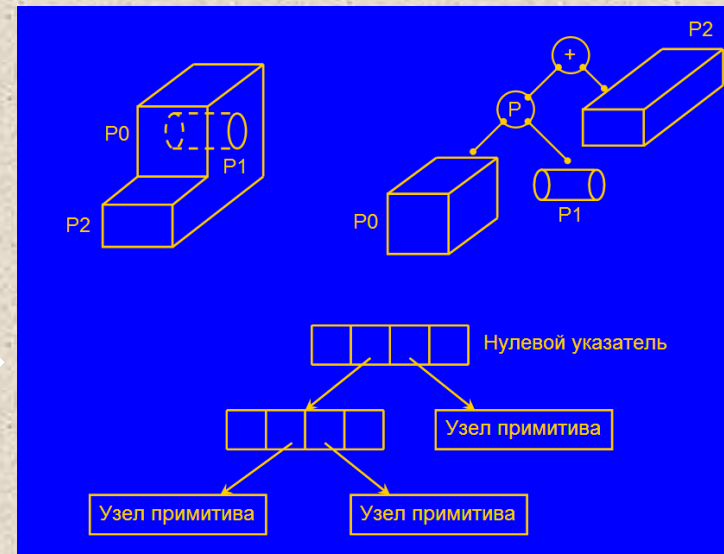 P0
P1
P2
+
P
P2
P0
P1
Нулевой указатель
Узел примитива
Узел примитива
Узел примитива